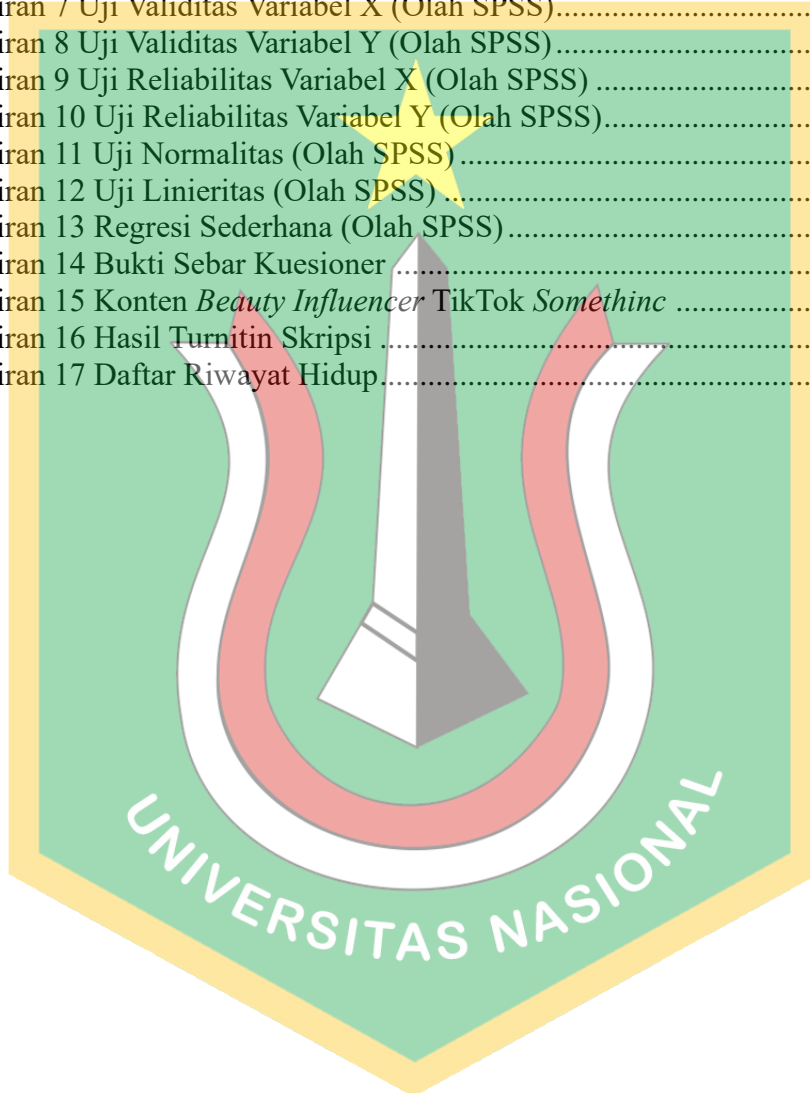 iran 7 Uji Validitas Variabel X (Olah SPSS)..............................
iran 8 Uji Validitas Variabel Y (Olah SPSS)..............................
iran 9 Uji Reliabilitas Variabel X (Olah SPSS) ..........................
iran 10 Uji Reliabilitas Variabel Y (Olah SPSS).........................
iran 11 Uji Normalitas (Olah SPSS)..........................................
iran 12 Uji Linieritas (Olah SPSS) ............................................
iran 13 Regresi Sederhana (Olah SPSS).....................................
iran 14 Bukti Sebar Kuesioner ..................................................
iran 15 Konten Beauty Influencer TikTok Somethinc ................
iran 16 Hasil Turnitin Skripsi ....................................................
iran 17 Daftar Riwayat Hidup....................................................
UNIVERSITAS NASIONAL